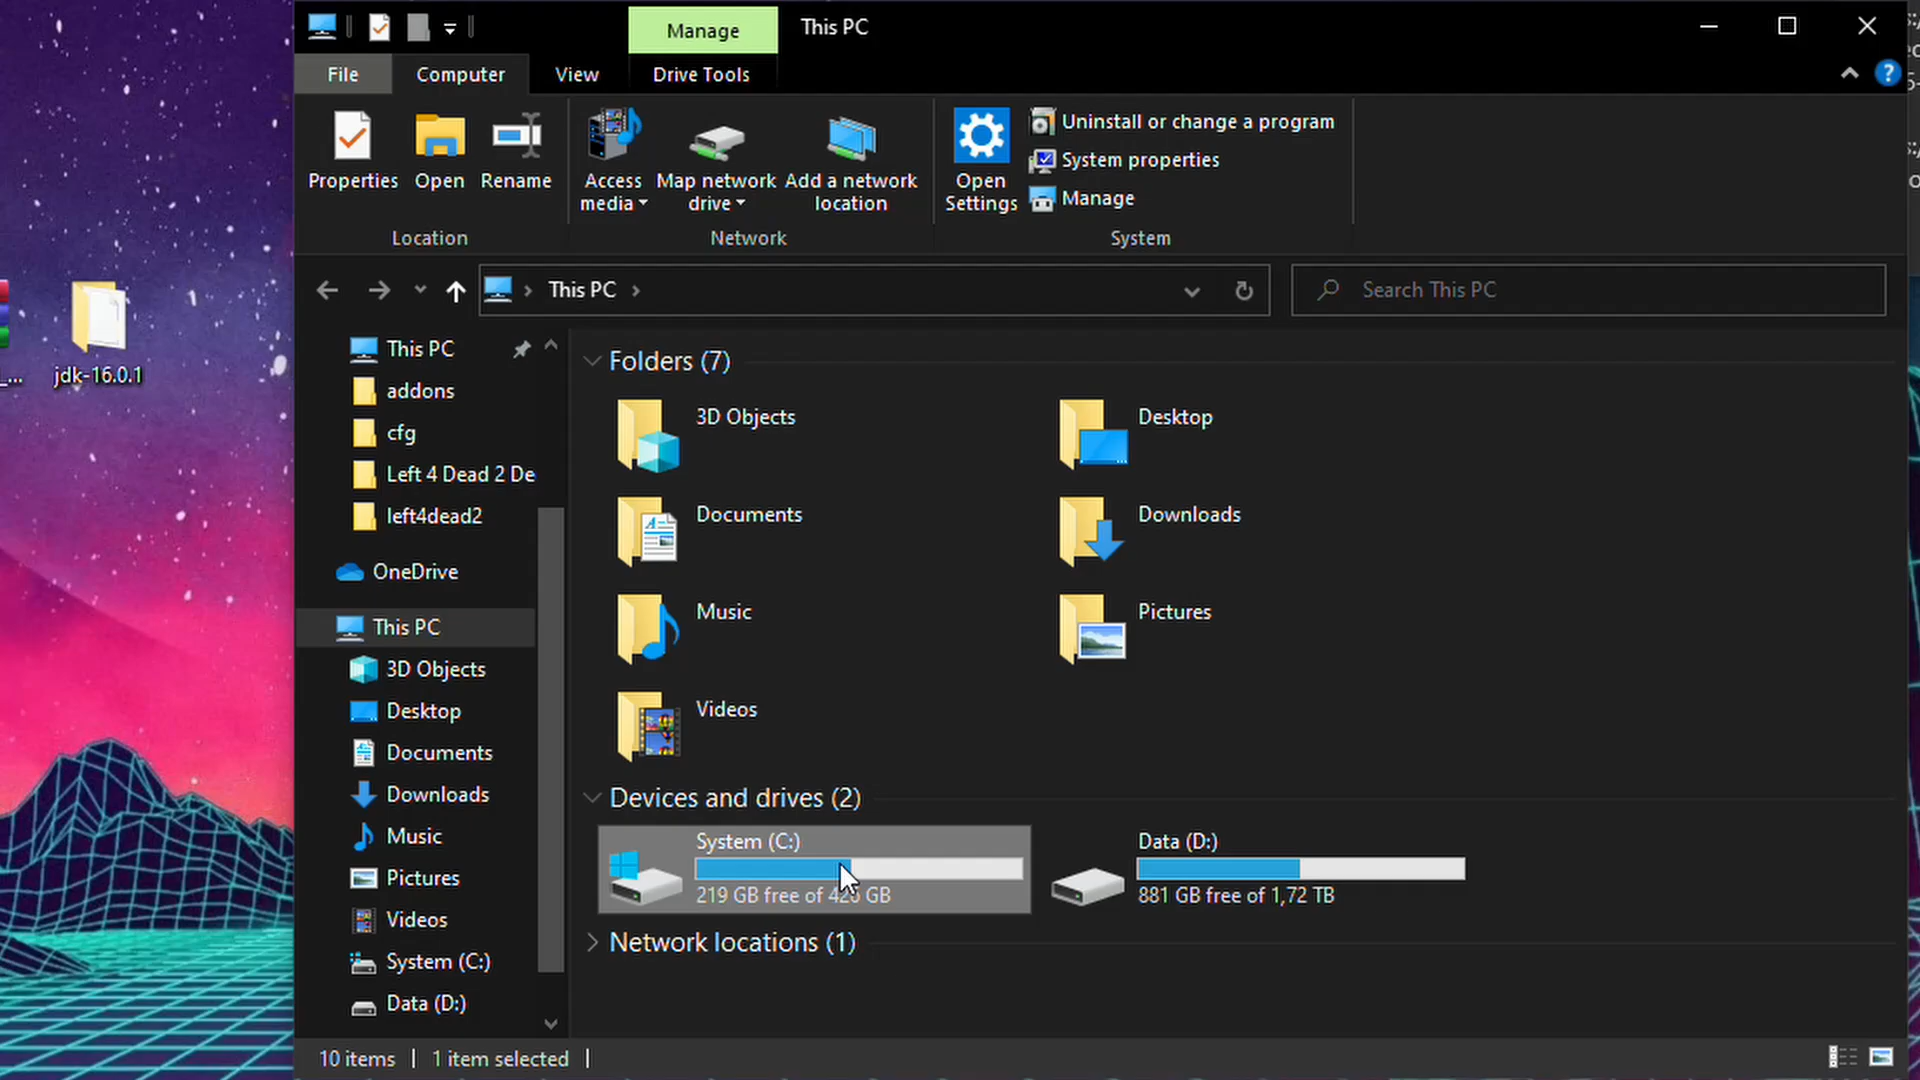 Manage
This PC
File
Computer
View
Drive Tools
Properties
Open
Rename
Access media
Map network drive
Add a network location
Open Settings
Uninstall or change a program
System properties
Manage
Location
Network
System
This PC
Search This PC
jdk-16.0.1
This PC
addons
cfg
Left 4 Dead 2 De
left4dead2
OneDrive
This PC
3D Objects
Desktop
Documents
Downloads
Music
Pictures
Videos
System (C:)
Data (D:)
Folders (7)
3D Objects
Desktop
Documents
Downloads
Music
Pictures
Videos
Devices and drives (2)
System (C:)
219 GB free of GB
Data (D:)
881 GB free of 1,72 TB
Network locations (1)
10 items
1 item selected